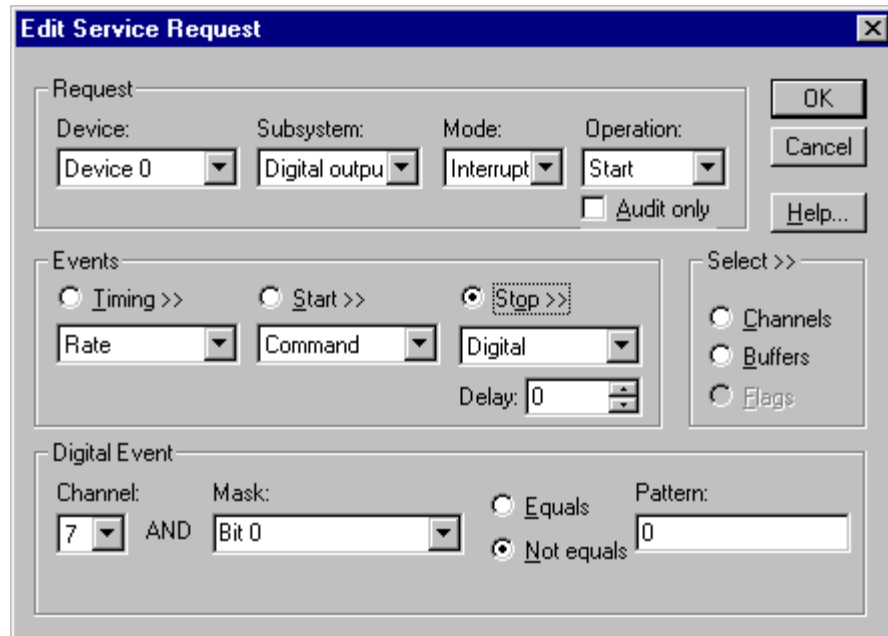 Edit Service Request
Request
OK
Device: Subsystem: Mode: Operation:
Cancel
Device 0 Digital outpu Interrupt Start
Audit only
Help...
Events
Select >>
Timing >> Start >> Stop >>
Channels
Rate Command Digital
Buffers
Delay: 0
Flags
Digital Event
Channel: Mask: Pattern:
Equals
7 AND Bit 0 0
Not equals